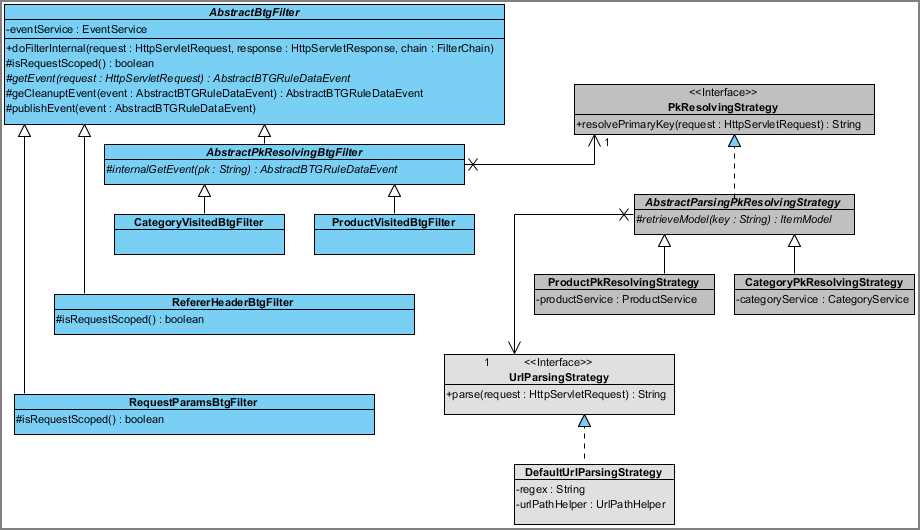 AbstractBtgFilter
-eventService : EventService
+doFilterInternal(request : HttpServletRequest, response : HttpServletResponse, chain : FilterChain)
#isRequestScoped() : boolean
#getEvent(request : HttpServletRequest) : AbstractBTGRuleDataEvent
#geCleanuptEvent(event : AbstractBTGRuleDataEvent) : AbstractBTGRuleDataEvent
#publishEvent(event : AbstractBTGRuleDataEvent)
<<Interface>>
PkResolvingStrategy
+resolvePrimaryKey(request : HttpServletRequest) : String
1
AbstractPkResolvingBtgFilter
#internalGetEvent(pk : String) : AbstractBTGRuleDataEvent
CategoryVisitedBtgFilter
ProductVisitedBtgFilter
AbstractParsingPkResolvingStrategy
#retrieveModel(key : String) : ItemModel
ProductPkResolvingStrategy
-productService : ProductService
CategoryPkResolvingStrategy
-categoryService : CategoryService
RefererHeaderBtgFilter
#isRequestScoped() : boolean
1
<<Interface>>
UrlParsingStrategy
+parse(request : HttpServletRequest) : String
RequestParamsBtgFilter
#isRequestScoped() : boolean
DefaultUrlParsingStrategy
-regex : String
-urlPathHelper : UrlPathHelper